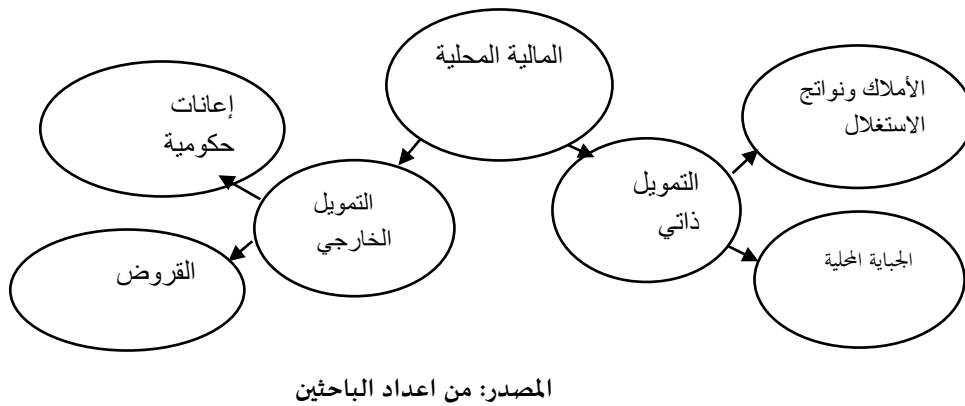 المالية المحلية
الأملاك ونواتج
الاستغلال
إعانات
حكومية
التمويل
ذاتي
التمويل
الخارجي
الجباية المحلية
القروض
المصدر: من اعداد الباحثين